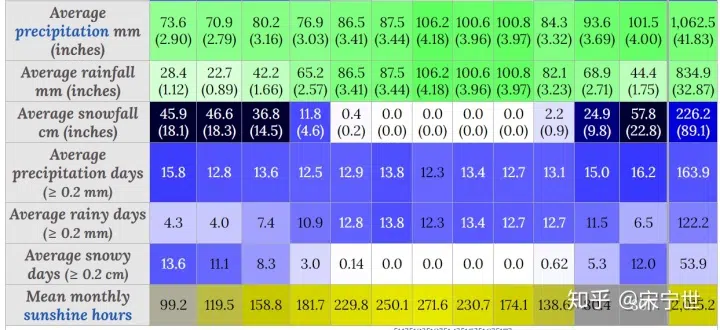 Average precipitation mm (inches) 73.6 (2.90) 70.9 (2.79) 80.2 (3.16) 76.9 (3.03) 86.5 (3.41) 87.5 (3.44) 106.2 (4.18) 100.6 (3.96) 100.8 (3.97) 84.3 (3.32) 93.6 (3.69) 101.5 (4.00) 1,062.5 (41.83)
Average rainfall mm (inches) 28.4 (1.12) 22.7 (0.89) 42.2 (1.66) 65.2 (2.57) 86.5 (3.41) 87.5 (3.44) 106.2 (4.18) 100.6 (3.96) 100.8 (3.97) 82.1 (3.23) 68.9 (2.71) 44.4 (1.75) 834.9 (32.87)
Average snowfall cm (inches) 45.9 (18.1) 46.6 (18.3) 36.8 (14.5) 11.8 (4.6) 0.4 (0.2) 0.0 (0.0) 0.0 (0.0) 0.0 (0.0) 0.0 (0.0) 2.2 (0.9) 24.9 (9.8) 57.8 (22.8) 226.2 (89.1)
Average precipitation days (≥ 0.2 mm) 15.8 12.8 13.6 12.5 12.9 13.8 12.3 13.4 12.7 13.1 15.0 16.2 163.9
Average rainy days (≥ 0.2 mm) 4.3 4.0 7.4 10.9 12.8 13.8 12.3 13.4 12.7 12.7 11.5 6.5 122.2
Average snowy days (≥ 0.2 cm) 13.6 11.1 8.3 3.0 0.14 0.0 0.0 0.0 0.0 0.62 5.3 12.0 53.9
Mean monthly sunshine hours 99.2 119.5 158.8 181.7 229.8 250.1 271.6 230.7 174.1 138.6
知乎 @宋宁世